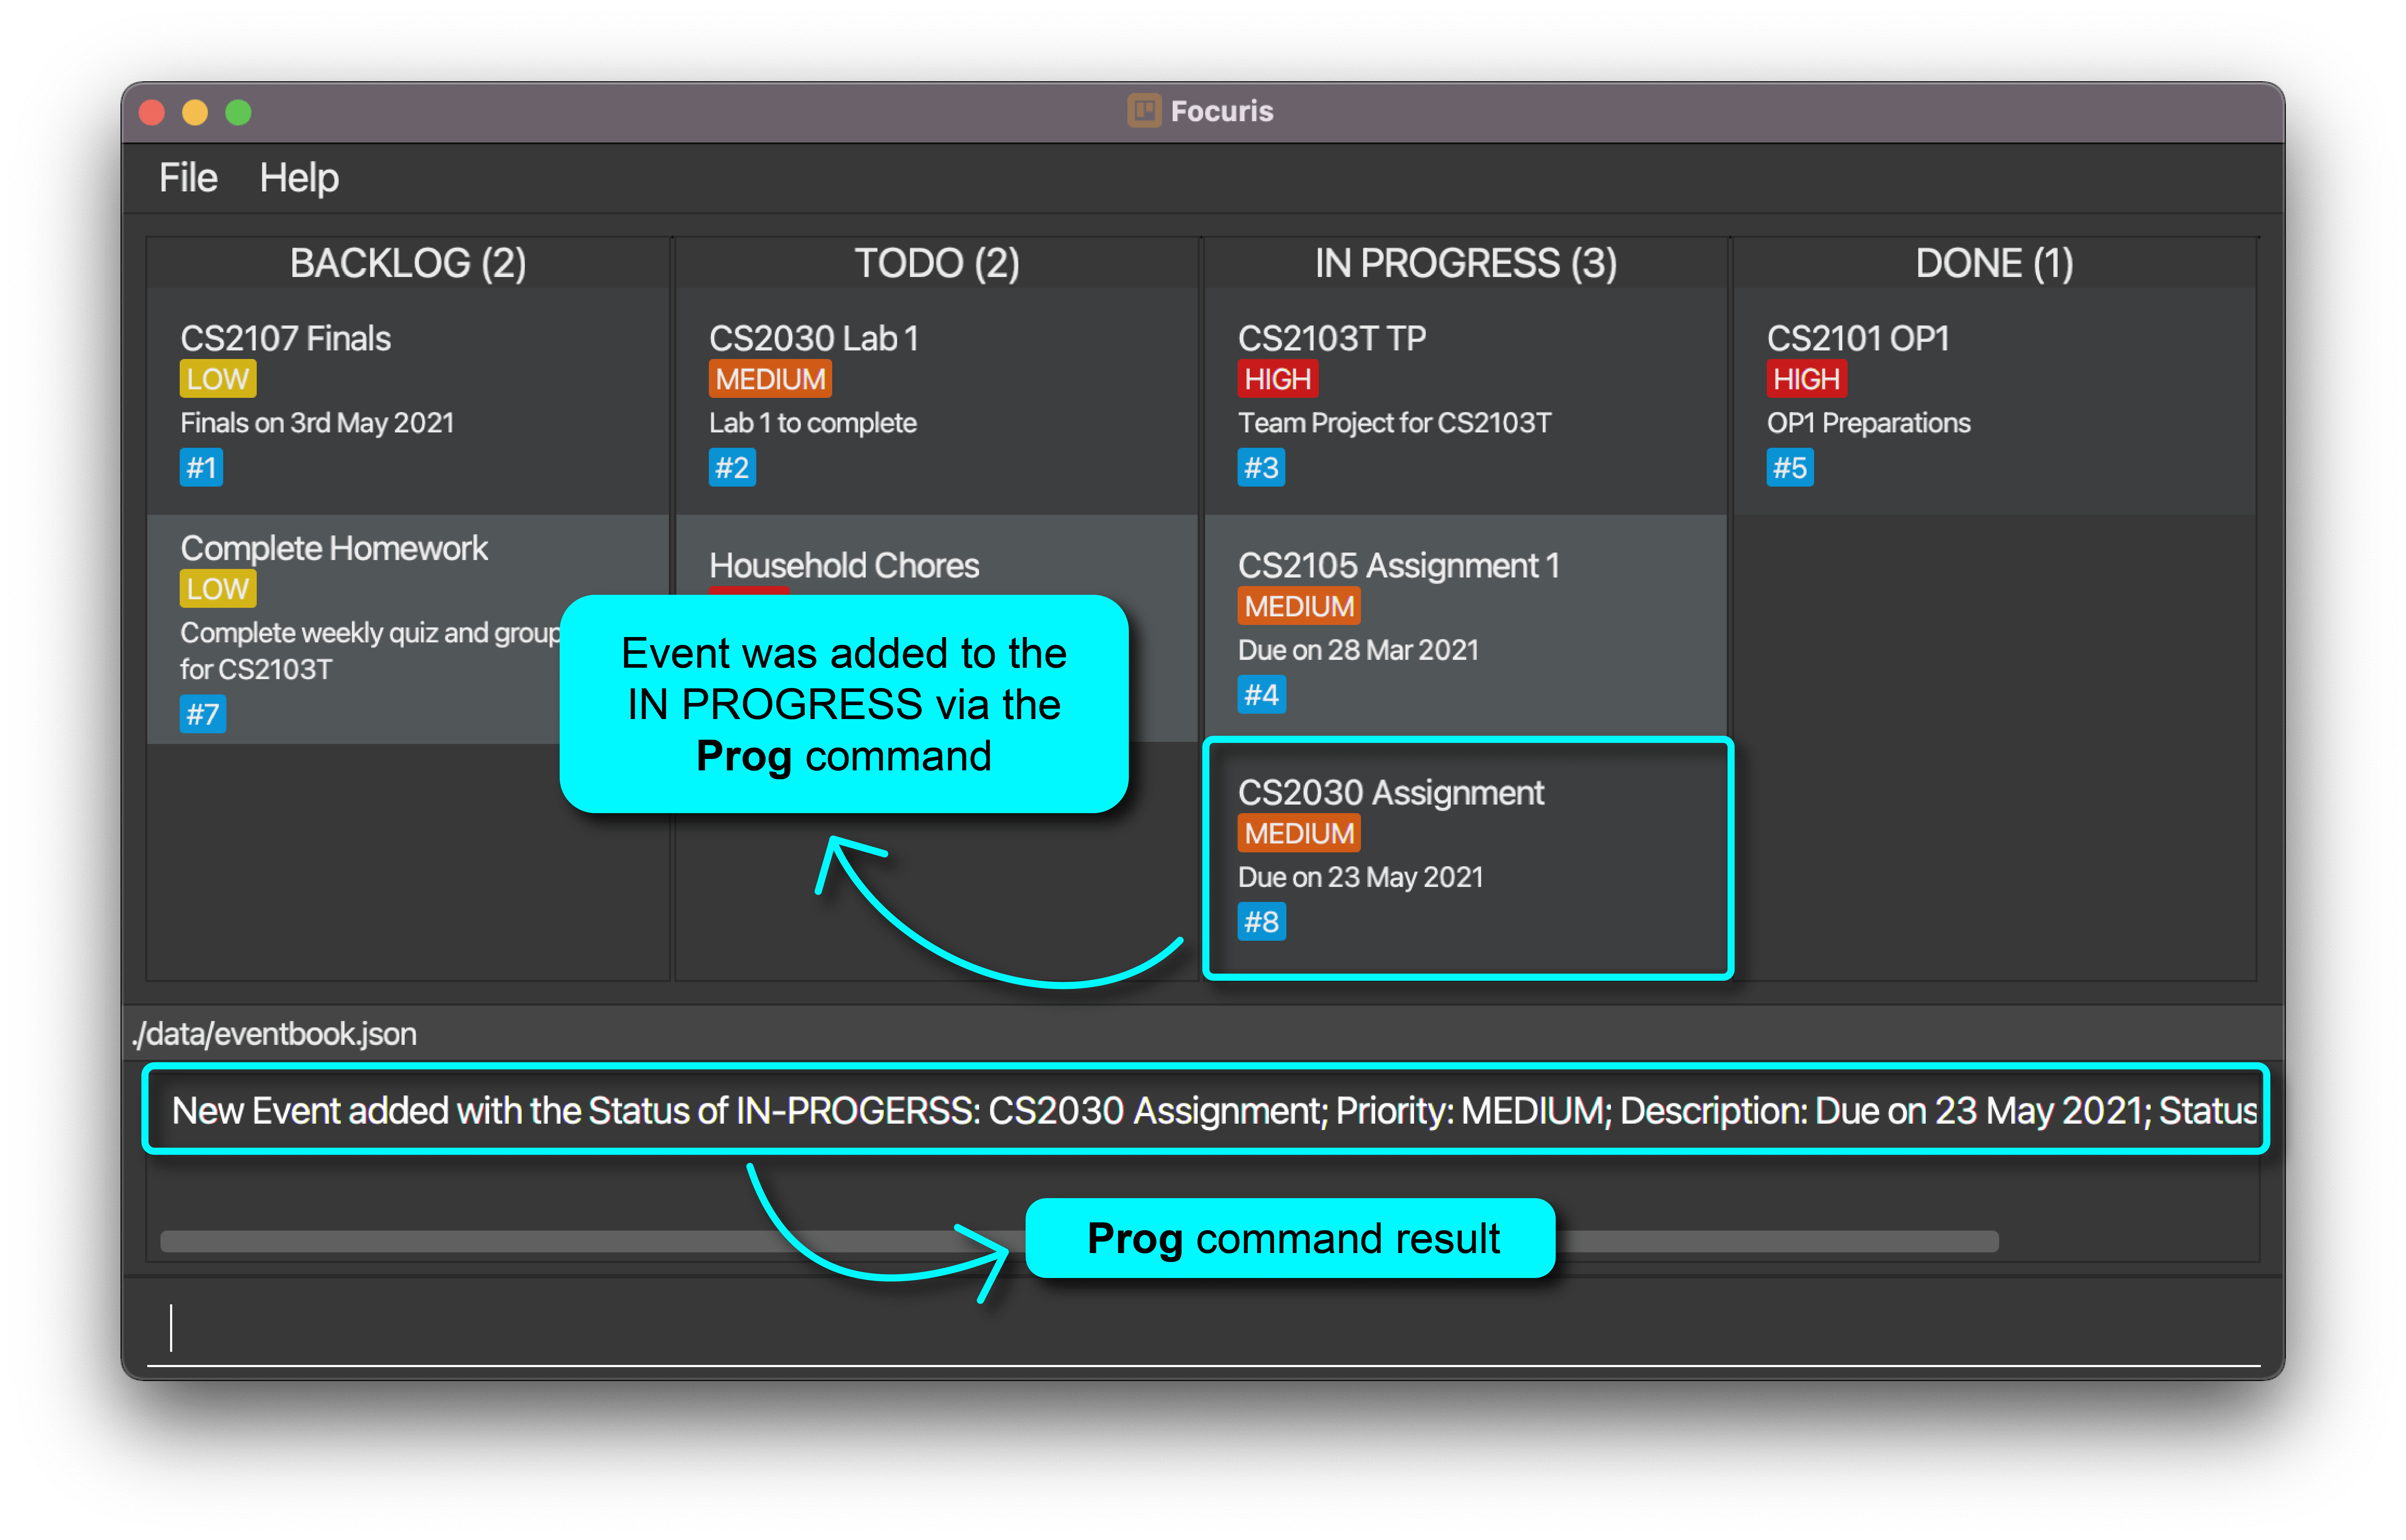 Focuris
File Help
BACKLOG (2)
CS2107 Finals
LOW
Finals on 3rd May 2021
#1
Complete Homework
LOW
Complete weekly quiz and group
for CS2103T
#7
TODO (2)
CS2030 Lab 1
MEDIUM
Lab 1 to complete
#2
Household Chores
IN PROGRESS (3)
CS2103T TP
HIGH
Team Project for CS2103T
#3
CS2105 Assignment 1
MEDIUM
Due on 28 Mar 2021
#4
CS2030 Assignment
MEDIUM
Due on 23 May 2021
#8
DONE (1)
CS2101 OP1
HIGH
OP1 Preparations
#5
Event was added to the
IN PROGRESS via the
Prog command
./data/eventbook.json
New Event added with the Status of IN-PROGERSS: CS2030 Assignment; Priority: MEDIUM; Description: Due on 23 May 2021; Status
Prog command result